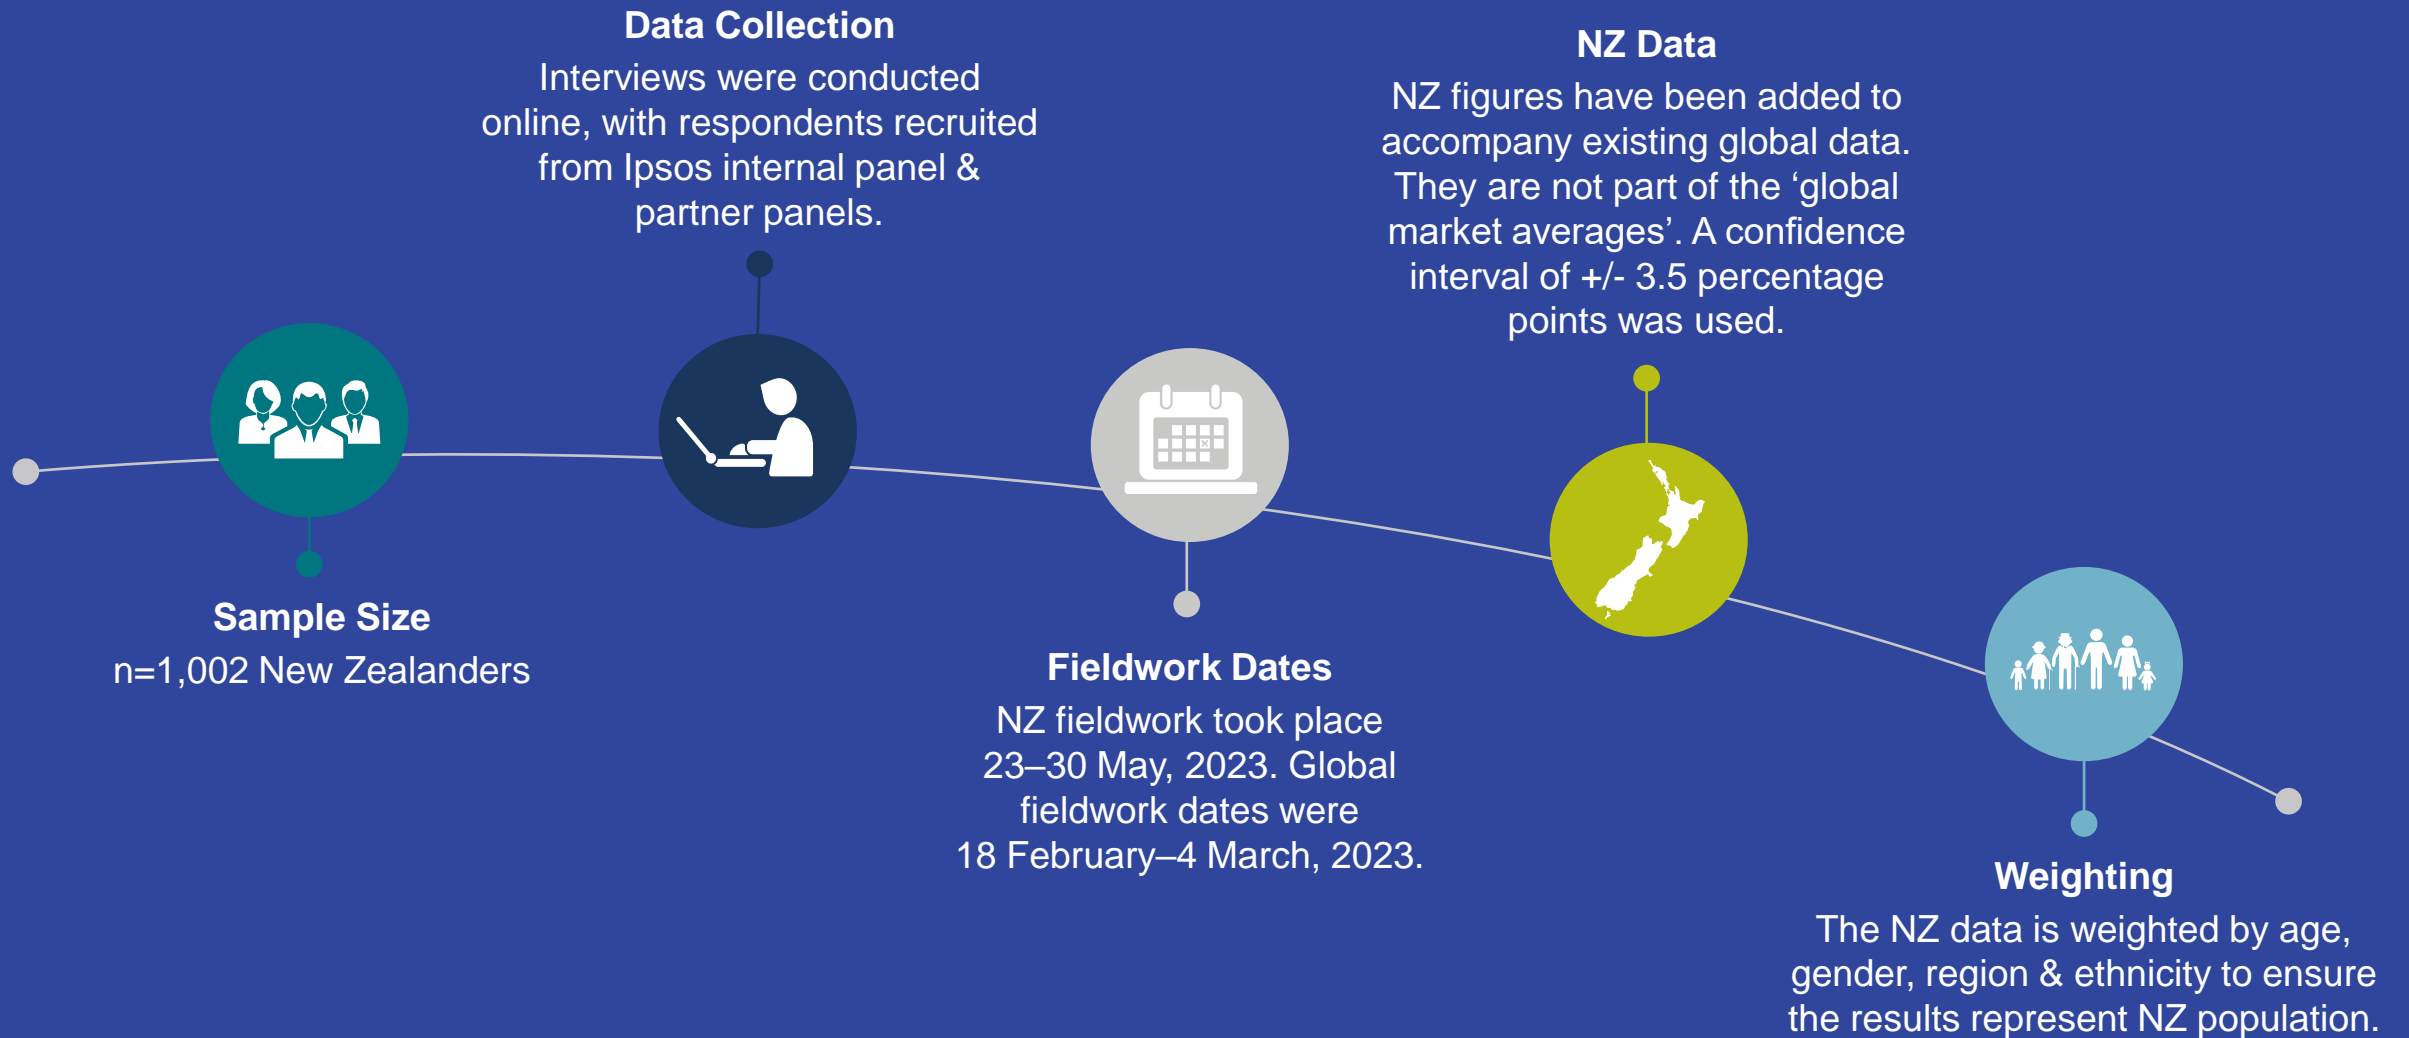 Data Collection
Interviews were conducted
online, with respondents recruited
from Ipsos internal panel &
partner panels.
NZ Data
NZ figures have been added to
accompany existing global data.
They are not part of the ‘global
market averages’. A confidence
interval of +/- 3.5 percentage
points was used.
Sample Size
n=1,002 New Zealanders
Fieldwork Dates
NZ fieldwork took place
23–30 May, 2023. Global
fieldwork dates were
18 February–4 March, 2023.
Weighting
The NZ data is weighted by age,
gender, region & ethnicity to ensure
the results represent NZ population.